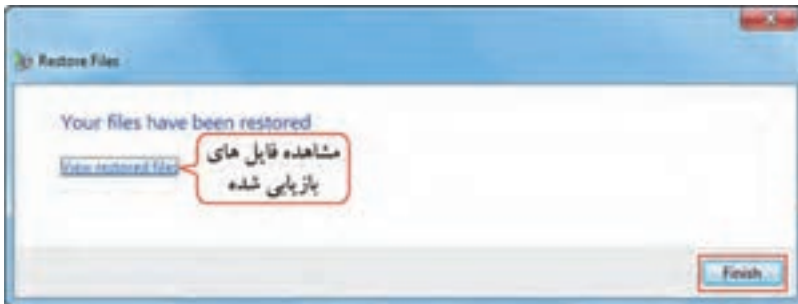 Restore Files
Your files have been restored
View restored files
مشاهده فایل های
بازیابی شده
Finish